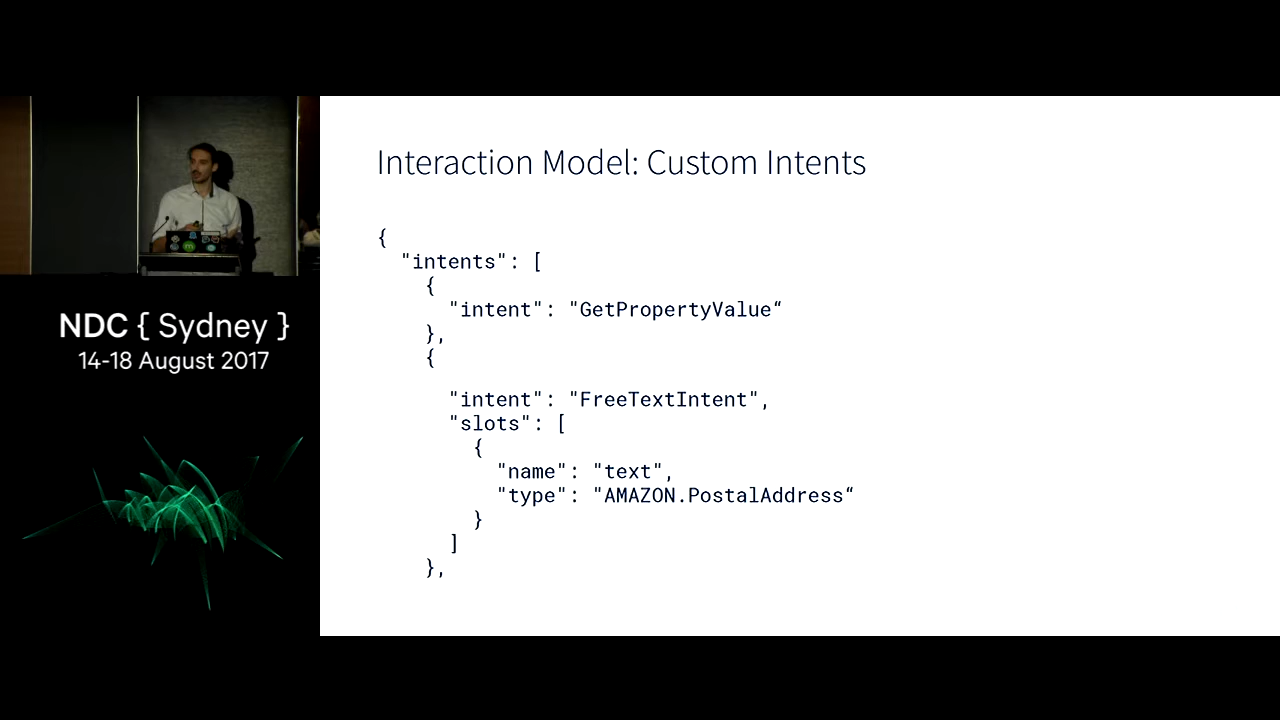 NDC { Sydney }
14-18 August 2017
Interaction Model: Custom Intents
{
"intents": [
{
"intent": "GetPropertyValue“
},
{
"intent": "FreeTextIntent",
"slots": [
{
"name": "text",
"type": "AMAZON.PostalAddress“
}
]
},